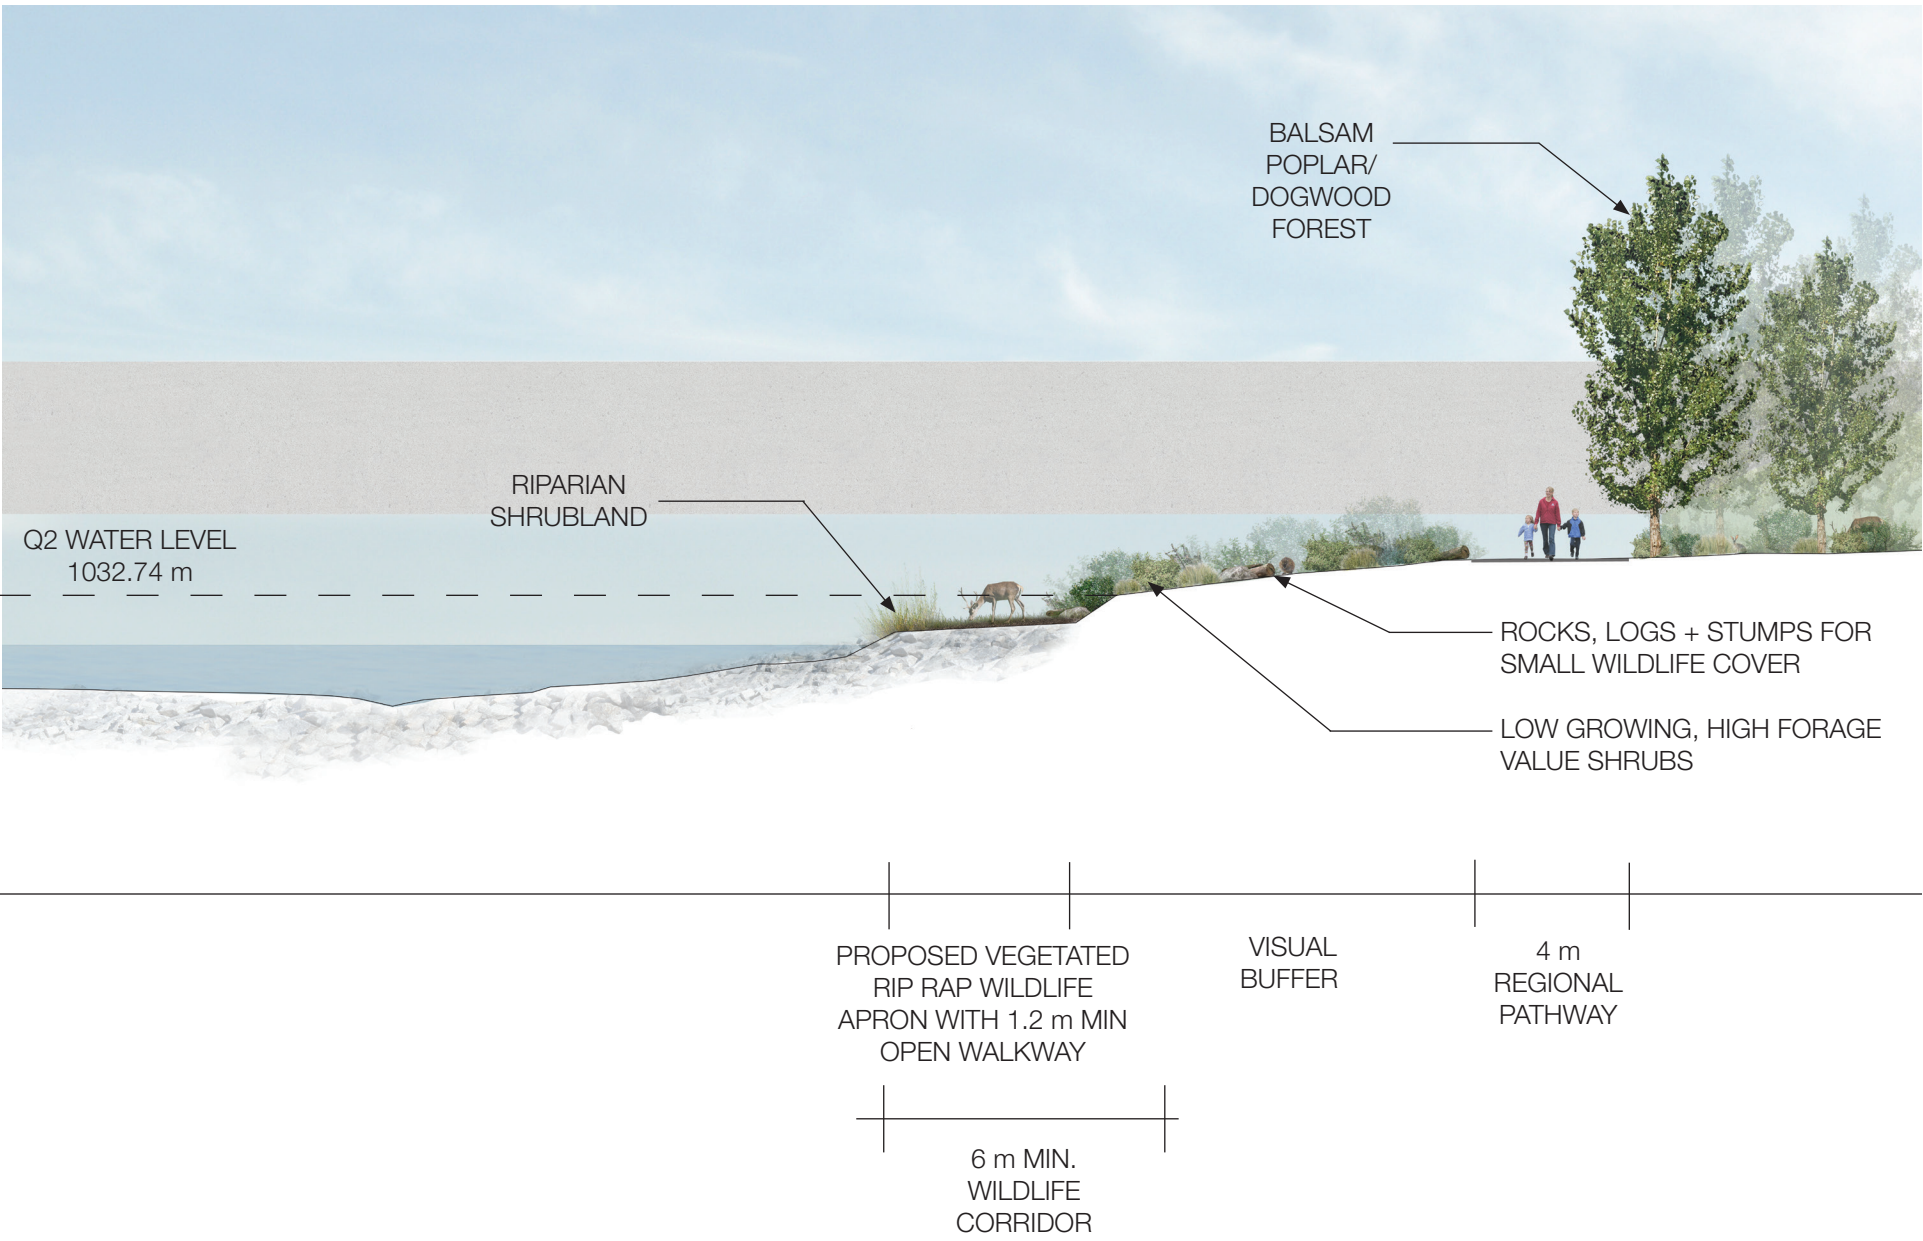 BALSAM
POPLAR/
DOGWOOD
FOREST
RIPARIAN
SHRUBLAND
Q2 WATER LEVEL
1032.74 m
ROCKS, LOGS + STUMPS FOR
SMALL WILDLIFE COVER
LOW GROWING, HIGH FORAGE
VALUE SHRUBS
PROPOSED VEGETATED
RIP RAP WILDLIFE
APRON WITH 1.2 m MIN
OPEN WALKWAY
VISUAL
BUFFER
4 m
REGIONAL
PATHWAY
6 m MIN.
WILDLIFE
CORRIDOR